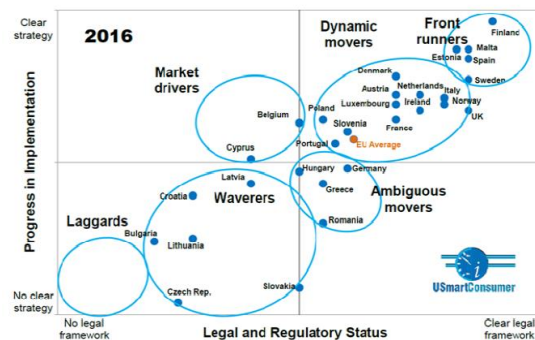 Clear
strategy
2016
Dynamic
movers
Front
runners
Finland
Estonia
Malta
Spain
Sweden
Market
drivers
Denmark
Austria
Netherlands
Italy
Luxembourg
Ireland
Norway
UK
France
Belgium
Poland
Slovenia
Portugal
EU Average
Cyprus
Progress in Implementation
Hungary
Germany
Latvia
Greece
Waverers
Ambiguous
movers
Croatia
Romania
Laggards
Bulgaria
Lithuania
Czech Rep.
Slovakia
USmartConsumer
No clear
strategy
No legal
framework
Legal and Regulatory Status
Clear legal
framework